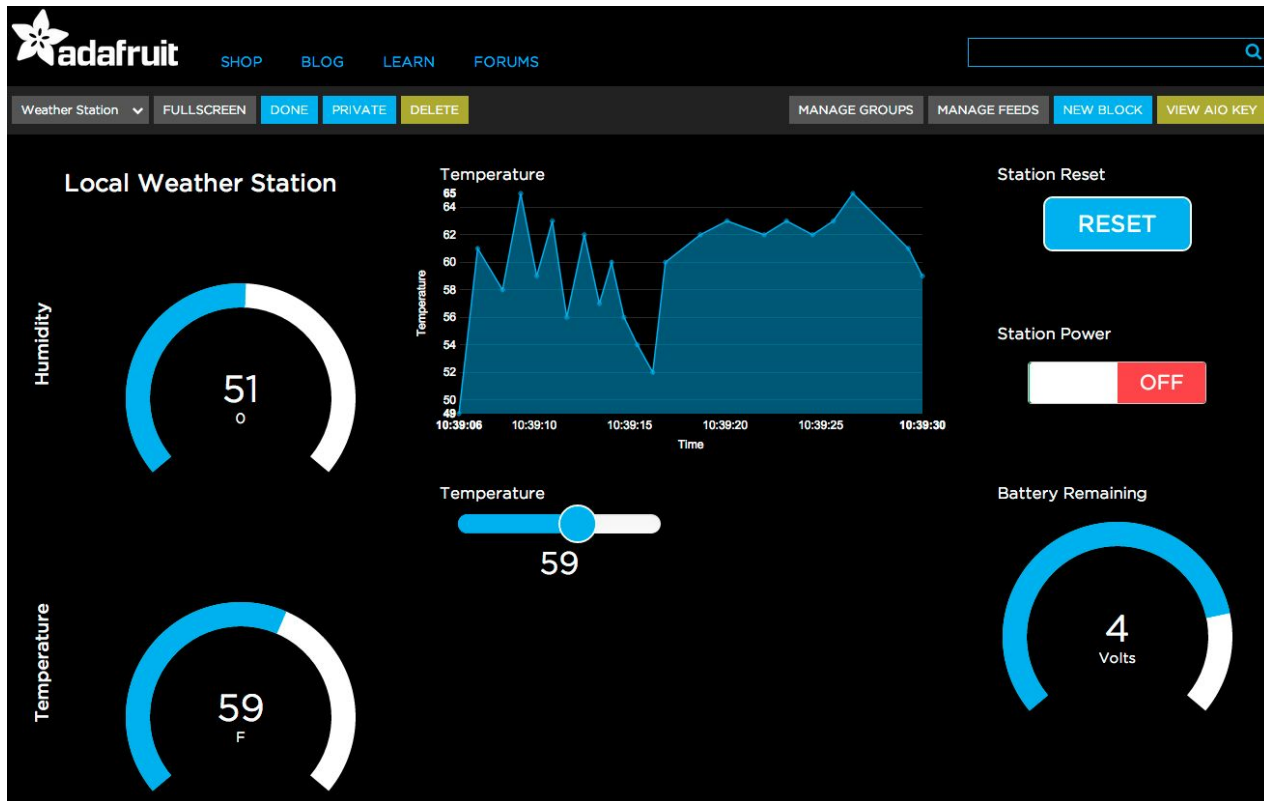 adafruit
SHOP BLOG LEARN FORUMS
Weather Station FULLSCREEN DONE PRIVATE DELETE MANAGE GROUPS MANAGE FEEDS NEW BLOCK VIEW AIO KEY
Local Weather Station
Humidity
51
O
Temperature
59
F
Temperature
65
64
62
60
58
56
54
52
50
49
Temperature
10:39:06 10:39:10 10:39:15 10:39:20 10:39:25 10:39:30
Time
Temperature
59
Station Reset
RESET
Station Power
OFF
Battery Remaining
4
Volts